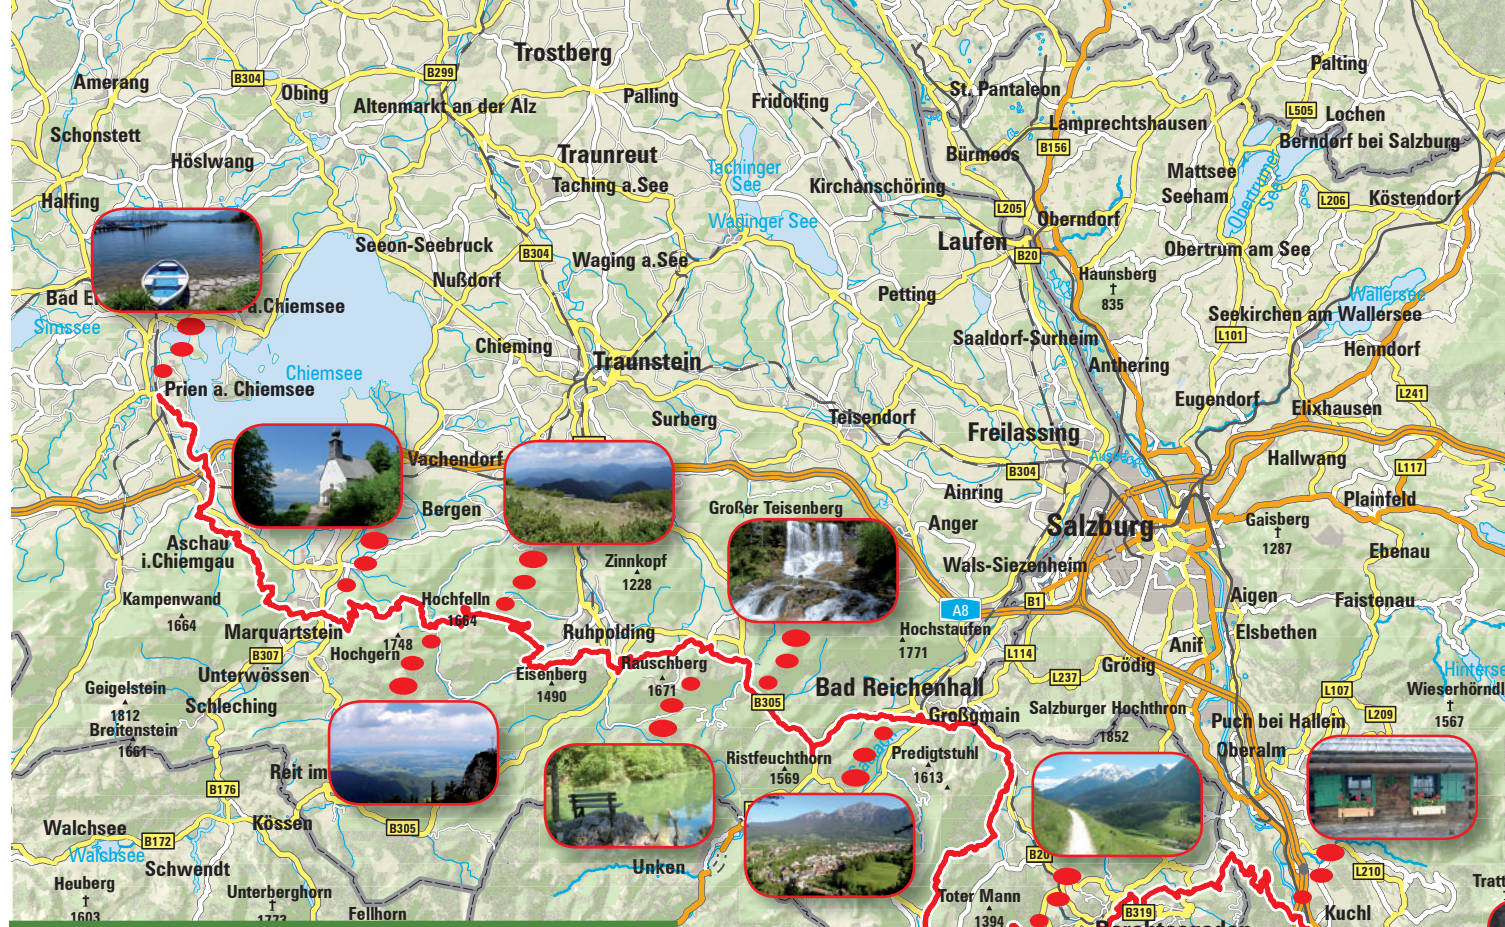 Trostberg
Amerang
B304
B299
Obing
Altenmarkt an der Alz
Palling
Fridolfing
St. Pantaleon
Palting
L505
Lochen
Lamprechtshausen
Berndorf bei Salzburg
Schonstett
Höslwang
Traunreut
Taching a.See
Tachinger
See
Bürmoos
B156
Kirchanschöring
Mattsee
Seeham
Obertrumer
See
L206
Köstendorf
Halfing
L205
Oberndorf
Waginger See
Laufen
B20
Seeon-Seebruck
B304
Waging a.See
Obertrum am See
Nußdorf
Haunsberg
835
Petting
Wallersee
Bad E
a.Chiemsee
Simssee
Seekirchen am Wallersee
L101
Saaldorf-Surheim
Henndorf
Chieming
Traunstein
Anthering
Chiemsee
Prien a. Chiemsee
Eugendorf
Elixhausen
L241
Surberg
Teisendorf
Freilassing
Vachendorf
B304
Hallwang
L117
Ainring
Plainfeld
Bergen
Großer Teisenberg
Anger
Salzburg
Gaisberg
1287
Aschau
i.Chiemgau
Zinnkopf
1228
Wals-Siezenheim
Ebenau
Kampenwand
1664
Hochfelln
1664
A8
B1
Aigen
Faistenau
Marquartstein
1748
Hochgern
Ruhpolding
Hochstaufen
1771
Elsbethen
Anif
B307
Unterwössen
Eisenberg
1490
Rauschberg
1671
L114
Grödig
L237
Geigelstein
1812
Schleching
B305
Bad Reichenhall
L107
Breitenstein
1661
Großgmain
Salzburger Hochthron
1852
Puch bei Hallein
L209
1567
Oberalm
Reit im
Ristfeuchthorn
1569
Predigtstuhl
1613
B176
Walchsee
B172
Walchsee
Kössen
B305
Schwendt
Unken
B20
Heuberg
1603
Unterberghorn
1773
Fellhorn
Toter Mann
1394
B319
L210
Kuchl